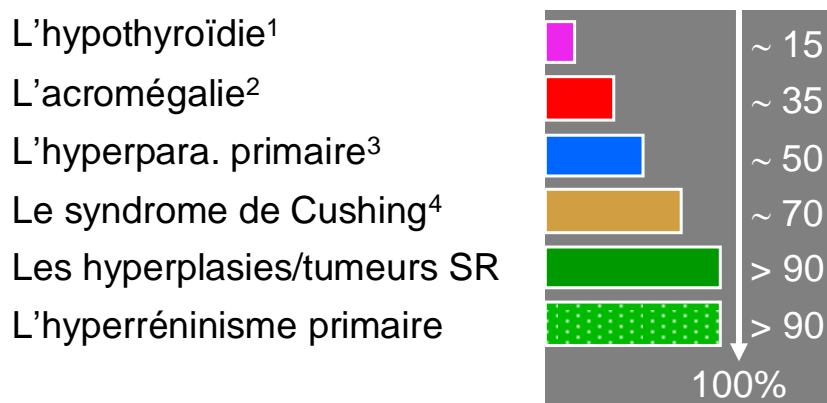 L’hypothyroïdie¹ ~ 15
L’acromégalie² ~ 35
L’hyperpara. primaire³ ~ 50
Le syndrome de Cushing⁴ ~ 70
Les hyperplasies/tumeurs SR > 90
L’hyperréninisme primaire > 90
100%